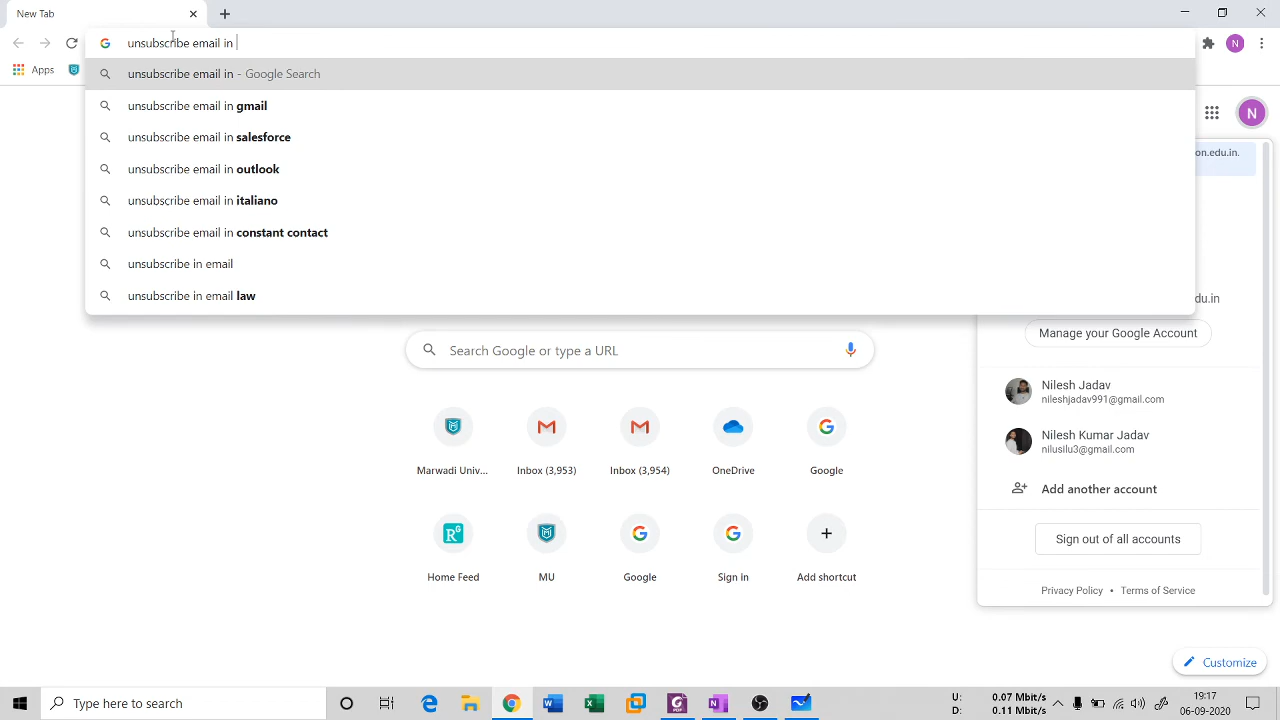 New Tab
unsubscribe email in
Apps
unsubscribe email in - Google Search
unsubscribe email in gmail
unsubscribe email in salesforce
unsubscribe email in outlook
unsubscribe email in italiano
unsubscribe email in constant contact
unsubscribe in email
unsubscribe in email law
N
N
on.edu.in.
du.in
Manage your Google Account
Nilesh Jadav
nileshjadav991@gmail.com
Nilesh Kumar Jadav
nilusilu3@gmail.com
Add another account
Sign out of all accounts
Privacy Policy • Terms of Service
Search Google or type a URL
Marwadi Univ...
Inbox (3,953)
Inbox (3,954)
OneDrive
Google
Home Feed
MU
Google
Sign in
Add shortcut
Customize
Type here to search
U: 0.07 Mbit/s
D: 0.11 Mbit/s
19:17
06-09-2020